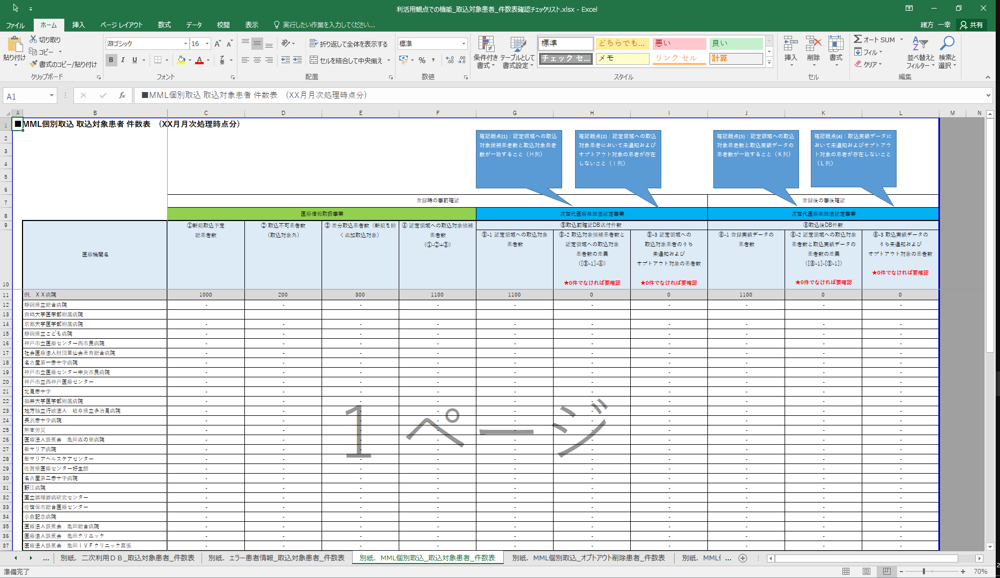 利活用観点での機能_取込対象患者_件数表確認チェックリスト.xlsx - Excel
ファイル ホーム 挿入 ページ レイアウト 数式 データ 校閲 表示 実行したい作業を入力してください... 緒方 一幸 共有
貼り付け 切り取り コピー 書式のコピー/貼り付け
游ゴシック 16
B I U
折り返して全体を表示する
セルを結合して中央揃え
標準
条件付き書式 テーブルとして書式設定
標準 どちらでも... 悪い 良い
チェック セ... メモ リンク セル 計算
挿入 削除 書式
オート SUM フィル クリア
並べ替えとフィルター 検索と選択
クリップボード フォント 配置 数値 スタイル セル 編集
A1 fx ■MML個別取込 取込対象患者 件数表 （XX月月次処理時点分）
A B C D E F G H I J K L M N
1 ■MML個別取込 取込対象患者 件数表 （XX月月次処理時点分）
2
3
4
5
6
確認観点(1)：認定領域への取込
対象候補患者数と取込対象患者
数が一致すること（H列）
確認観点(2)：認定領域への取込
対象患者において未通知および
オプトアウト対象の患者が存在
しないこと（I列）
確認観点(3)：認定領域への取込
対象患者数と取込実績データの
患者数が一致すること（K列）
確認観点(4)：取込実績データに
おいて未通知およびオプトアウ
ト対象の患者が存在しないこと
（L列）
7 登録時の事前確認 登録後の事後確認
8 医療情報取扱事業 次世代医療基盤法認定事業 次世代医療基盤法認定事業
9 ⑤取込前確認DB送付件数 ⑥取込後DB件数
10 医療機関名
①新規取込予定
総患者数
② 取込不可患者数
（取込対象外）
③ 差分取込患者数（新規を除
く追加取込対象）
④ 認定領域への取込対象候補
患者数
（①-②+③）
⑤-1 認定領域への取込対象
患者数
⑤-2 取込対象候補患者数と
認定領域への取込対象
患者数の差異
（[⑤-1]-④）
★0件でなければ要確認
⑤-3 認定領域への
取込対象患者のうち
未通知および
オプトアウト対象の患者数
★0件でなければ要確認
⑥-1 登録実績データの
患者数
⑥-2 認定領域への取込対象
患者数と取込実績データの
患者数の差異
（[⑥-1]-[⑤-1]）
★0件でなければ要確認
⑥-3 取込実績データの
うち未通知および
オプトアウト対象の患者数
★0件でなければ要確認
11 例．ＸＸ病院 1000 200 300 1100 1100 0 0 1100 0 0
12 静岡県立総合病院 - - - - - - - - - -
13 宮崎大学医学部附属病院
14 京都大学医学部附属病院 - - - - - - - - - -
15 静岡県立こども病院 - - - - - - - - - -
16 神戸市立医療センター西市民病院 - - - - - - - - - -
17 社会医療法人財団董仙会恵寿総合病院 - - - - - - - - - -
18 名古屋第一赤十字病院 - - - - - - - - - -
19 神戸市立医療センター中央市民病院 - - - - - - - - - -
20 神戸市立西神戸医療センター - - - - - - - - - -
21 北見赤十字 - - - - - - - - - -
22 福井大学医学部附属病院 - - - - - - - - - -
23 地方独立行政法人　岐阜県立多治見病院 - - - - - - - - - -
24 長浜赤十字病院 - - - - - - - - - -
25 熊本労災 - - - - - - - - - -
26 医療法人鉄蕉会　亀田森の里病院 - - - - - - - - - -
27 聖マリア病院 - - - - - - - - - -
28 聖マリアヘルスケアセンター - - - - - - - - - -
29 佐賀県医療センター好生館 - - - - - - - - - -
30 名古屋第二赤十字病院 - - - - - - - - - -
31 野江病院 - - - - - - - - - -
32 国立循環器病研究センター - - - - - - - - - -
33 佐世保市総合医療センター - - - - - - - - - -
34 小倉記念病院 - - - - - - - - - -
35 医療法人鉄蕉会　亀田総合病院 - - - - - - - - - -
36 医療法人鉄蕉会　亀田クリニック - - - - - - - - - -
37 医療法人鉄蕉会　亀田ＩＶＦクリニック幕張 - - - - - - - - - -
1 ページ
... 別紙．二次利用ＤＢ_取込対象患者_件数表 別紙．エラー患者情報_取込対象患者_件数表 別紙．MML個別取込_取込対象患者_件数表 別紙．MML個別取込_オプトアウト削除患者_件数表 別紙．MML ...
準備完了 70%